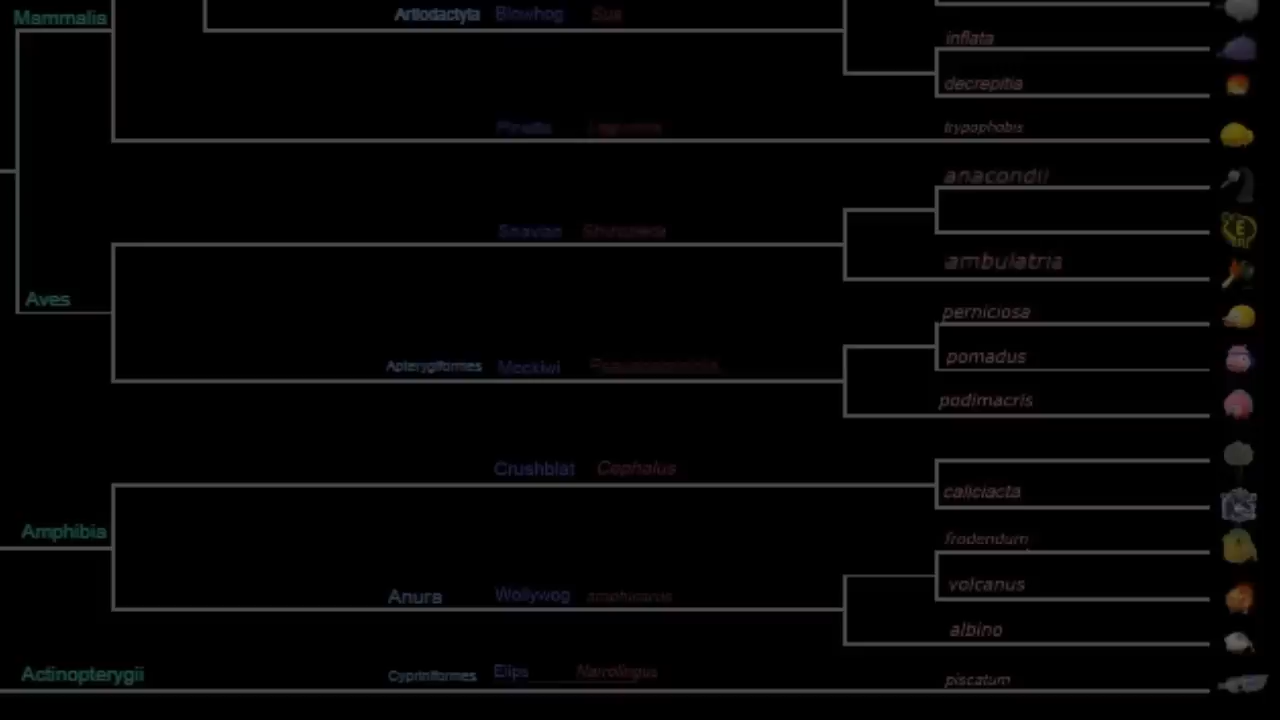 Mammalia
Artiodactyla Blowhog Sus
inflata
decrepitia
trypophobis
anacondii
Snavian
ambulatria
Aves
perniciosa
pomadus
Apterygiformes Mockiwi
podimacris
Crushblat Cephalus
caliciacta
Amphibia
frodendum
volcanus
Anura Wollywog
albino
Actinopterygii
Cypriniformes Elips
piscatum